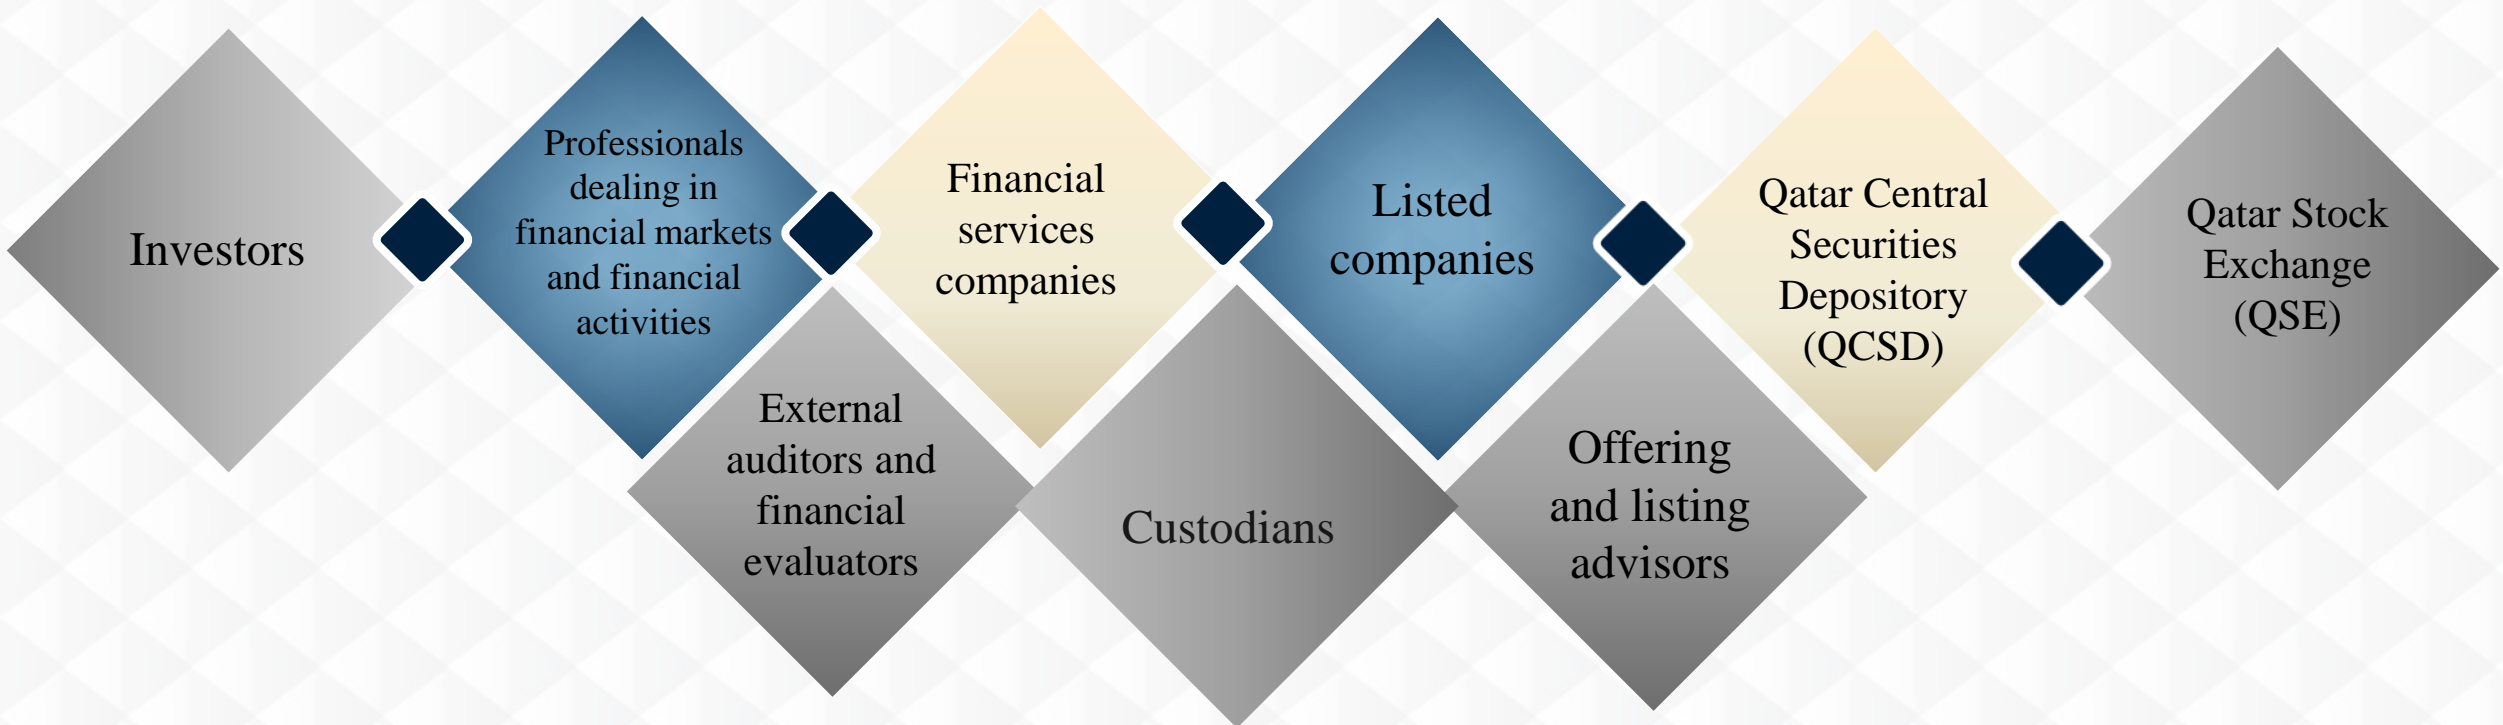 Investors
Professionals
dealing in
financial markets
and financial
activities
Financial
services
companies
Listed
companies
Qatar Central
Securities
Depository
(QCSD)
Qatar Stock
Exchange
(QSE)
External
auditors and
financial
evaluators
Custodians
Offering
and listing
advisors